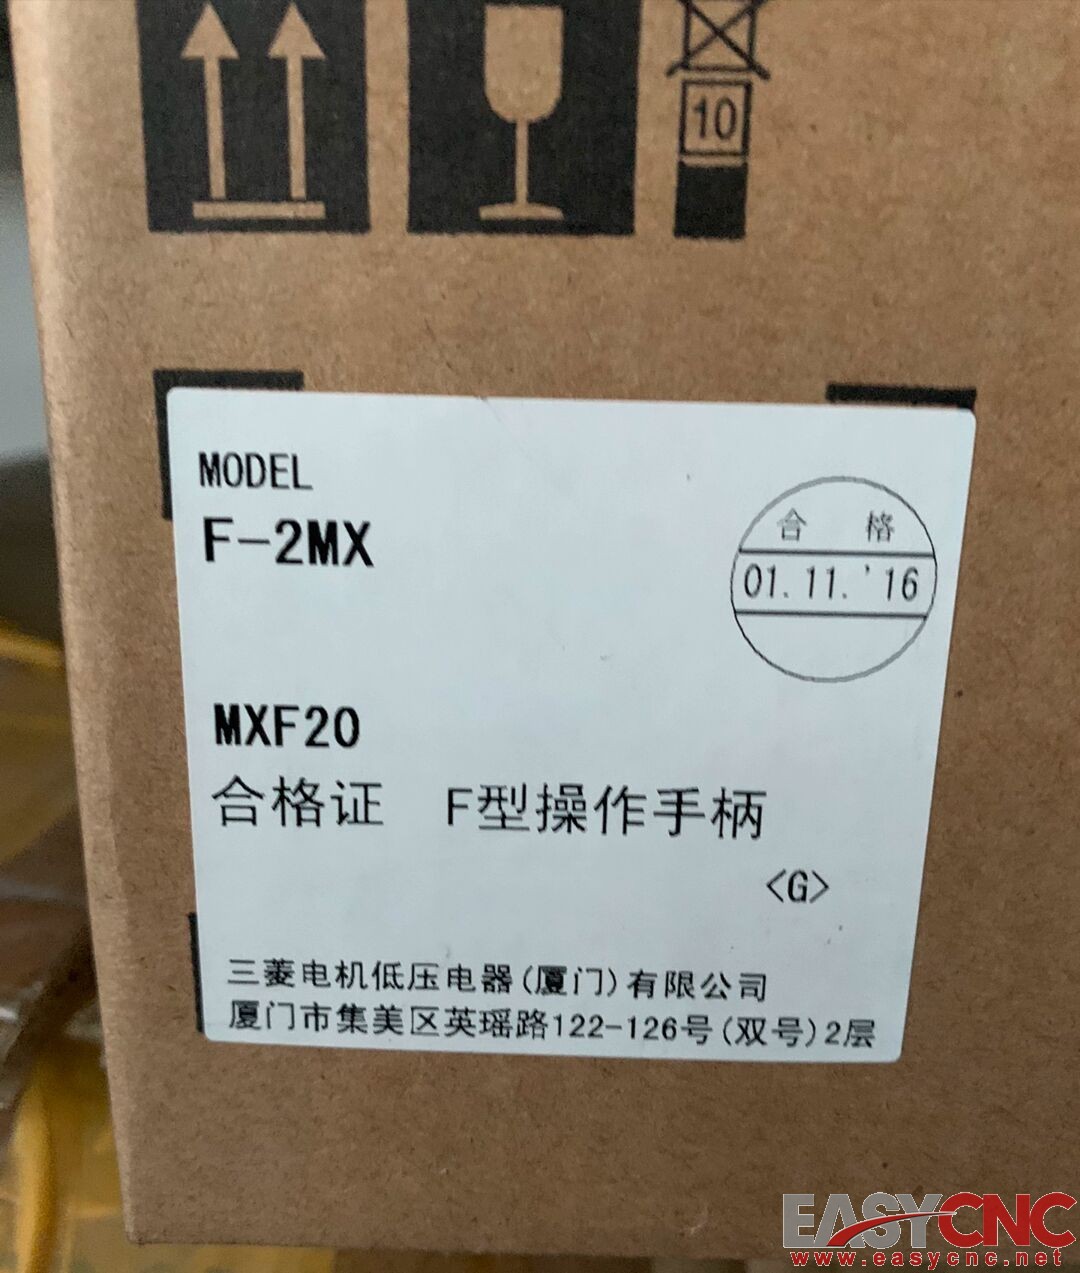 10
MODEL
F-2MX
合 格
01.11.'16
MXF20
合格证 F型操作手柄
<G>
三菱电机低压电器(厦门)有限公司
厦门市集美区英瑶路122-126号(双号)2层
EASYCNC
www.easycnc.net